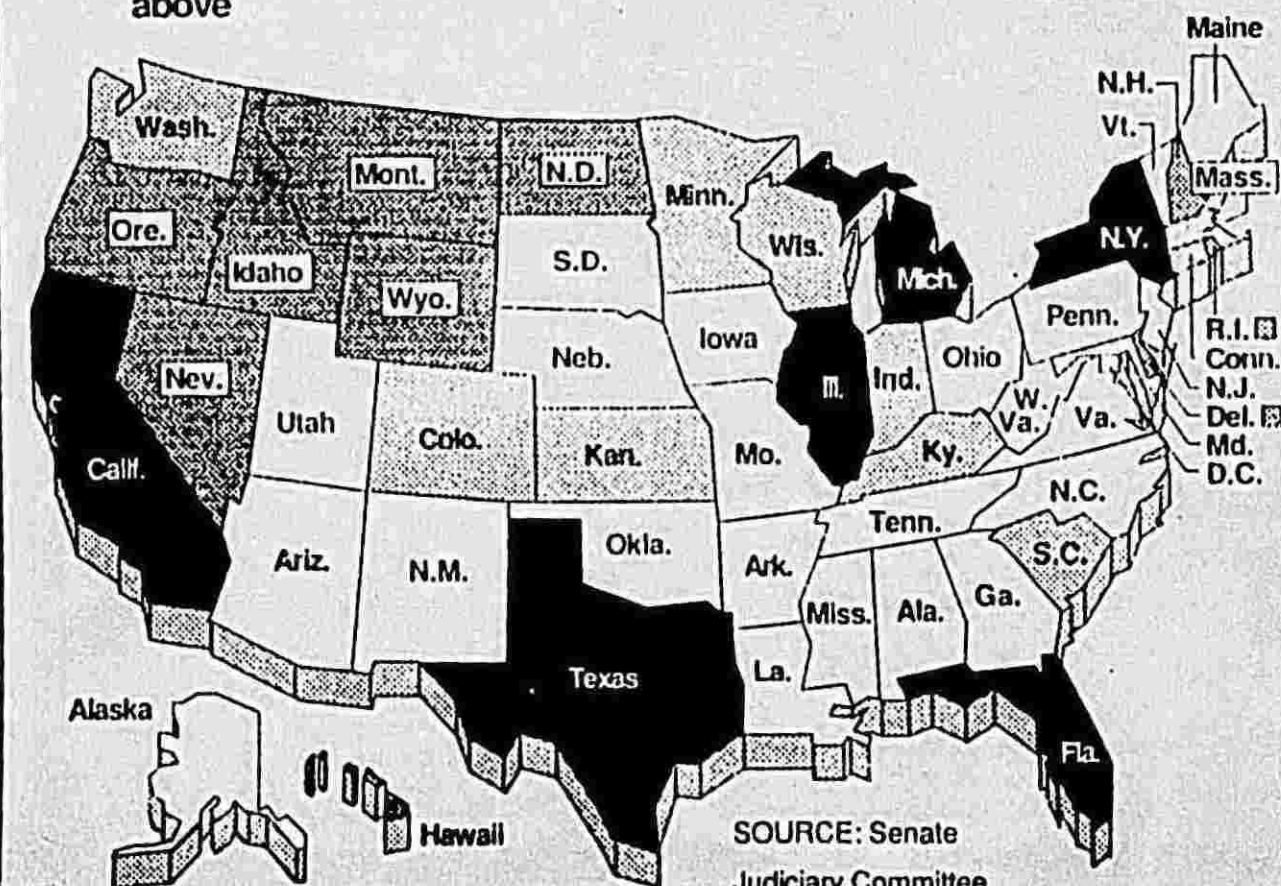 above
Maine
N.H.
Vt.
Wash.
Mont.
N.D.
Minn.
Mass.
Ore.
Idaho
Wyo.
S.D.
Wis.
Mich.
N.Y.
Nev.
Neb.
Iowa
Penn.
R.I.
Conn.
N.J.
Del.
Md.
D.C.
Utah
Colo.
Kan.
Mo.
Ill.
Ind.
Ohio
W.
Va.
Va.
Ky.
Calif.
Ariz.
N.M.
Okla.
Ark.
Tenn.
N.C.
S.C.
Miss.
Ala.
Ga.
Texas
La.
Fla.
Alaska
Hawaii
SOURCE: Senate
Judiciary Committee